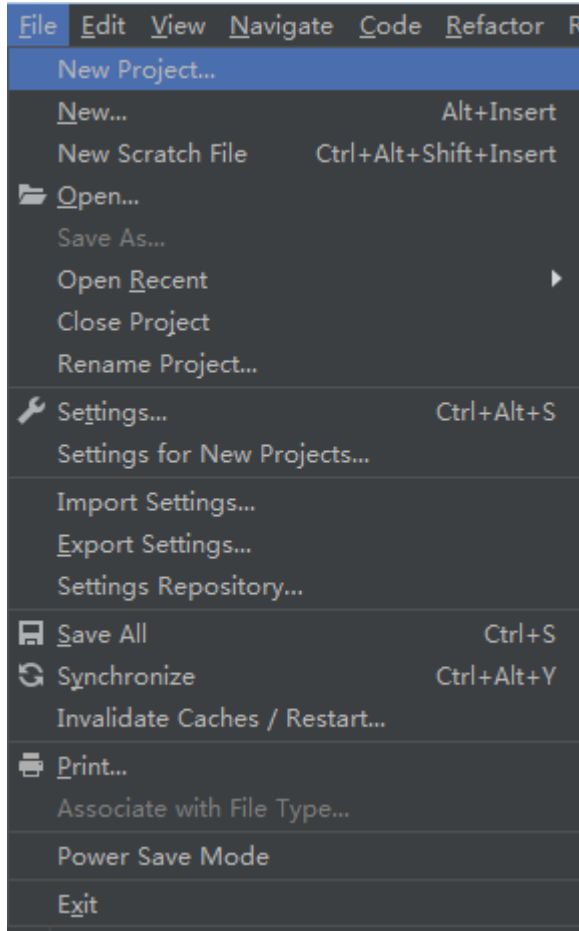 File Edit View Navigate Code Refactor
New Project...
New... Alt+Insert
New Scratch File Ctrl+Alt+Shift+Insert
Open...
Save As...
Open Recent
Close Project
Rename Project...
Settings... Ctrl+Alt+S
Settings for New Projects...
Import Settings...
Export Settings...
Settings Repository...
Save All Ctrl+S
Synchronize Ctrl+Alt+Y
Invalidate Caches / Restart...
Print...
Associate with File Type...
Power Save Mode
Exit